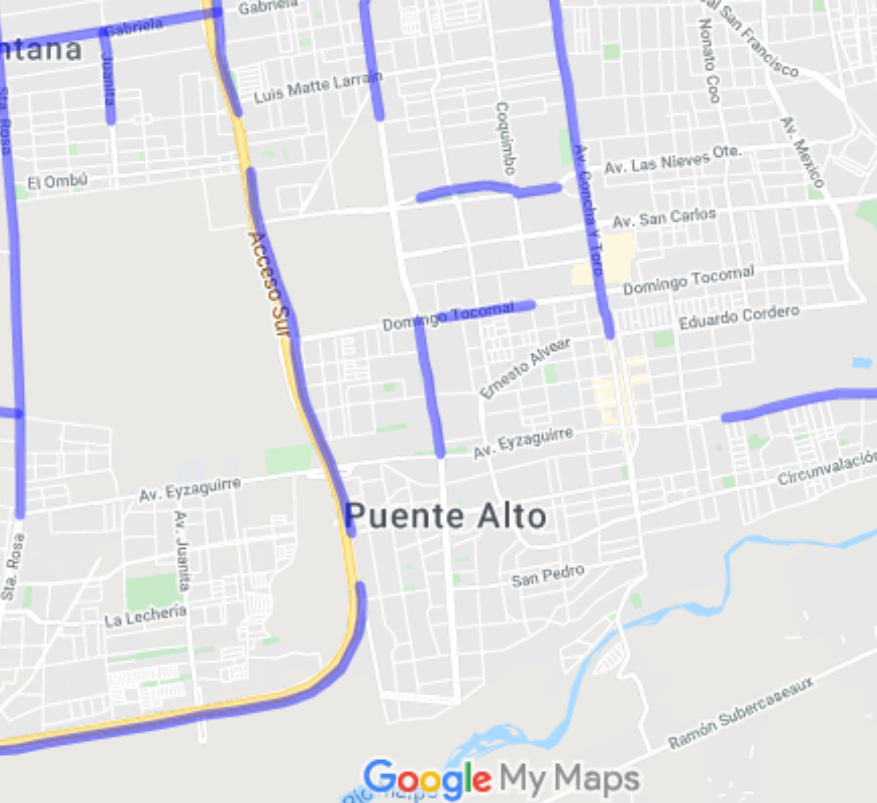 Gabriela
Gabriela
ntana
Juanita
Sta. Rosa
Luis Matte Larraín
Coquimbo
Nonato Coo
al San Francisco
Av. Mexico
El Ombú
Av. Las Nieves Ote.
Av. Concha Y Toro
Av. San Carlos
Acceso Sur
Domingo Tocornal
Domingo Tocornal
Eduardo Cordero
Ernesto Alvear
Av. Eyzaguirre
Av. Eyzaguirre
Circunvalación
Puente Alto
Av. Juanita
Sta. Rosa
San Pedro
La Lechería
Ramón Subercaseaux
Google My Maps